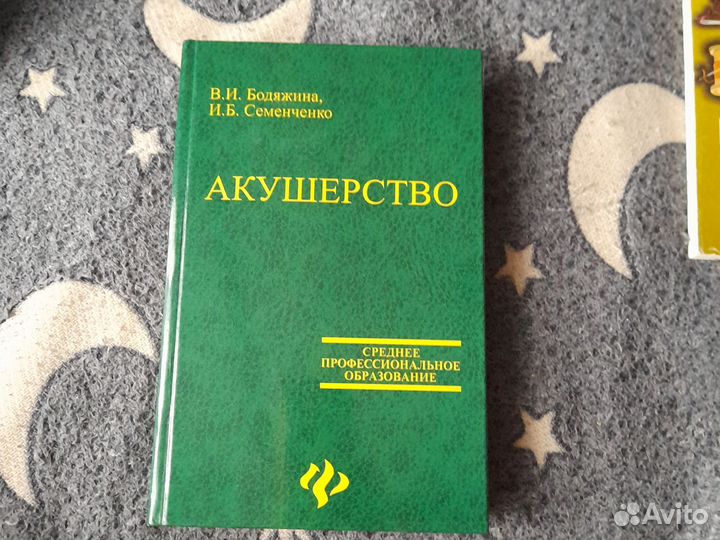 В.И. Бодяжина,
И.Б. Семенченко
АКУШЕРСТВО
СРЕДНЕЕ
ПРОФЕССИОНАЛЬНОЕ
ОБРАЗОВАНИЕ
Avito